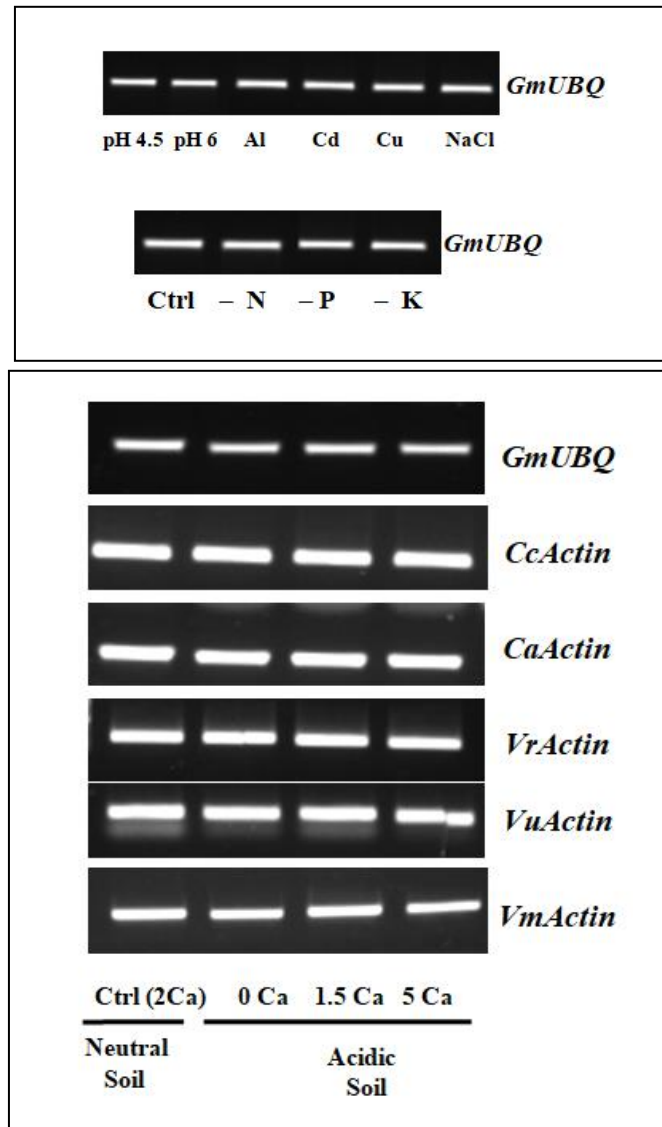 GmUBQ
pH 4.5 pH 6 Al Cd Cu NaCl
GmUBQ
Ctrl – N – P – K
GmUBQ
CcActin
CaActin
VrActin
VuActin
VmActin
Ctrl (2Ca) 0 Ca 1.5 Ca 5 Ca
Neutral
Soil
Acidic
Soil